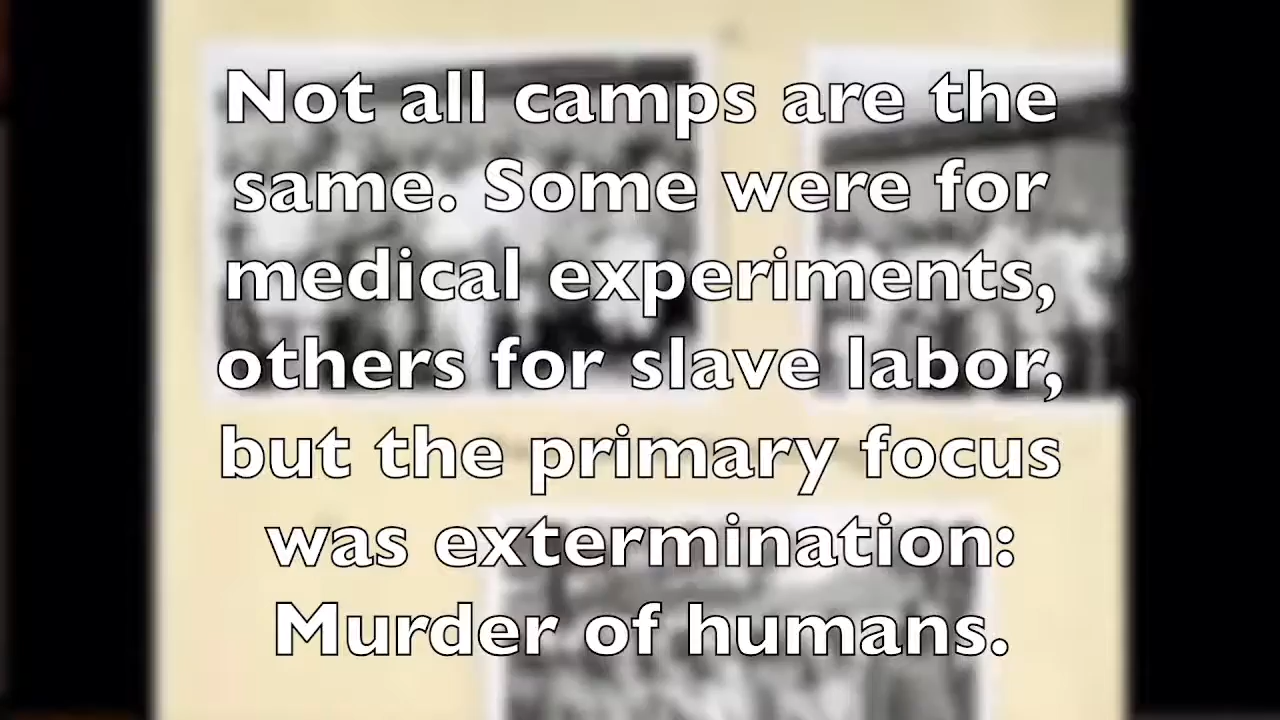 Not all camps are the
same. Some were for
medical experiments,
others for slave labor,
but the primary focus
was extermination:
Murder of humans.